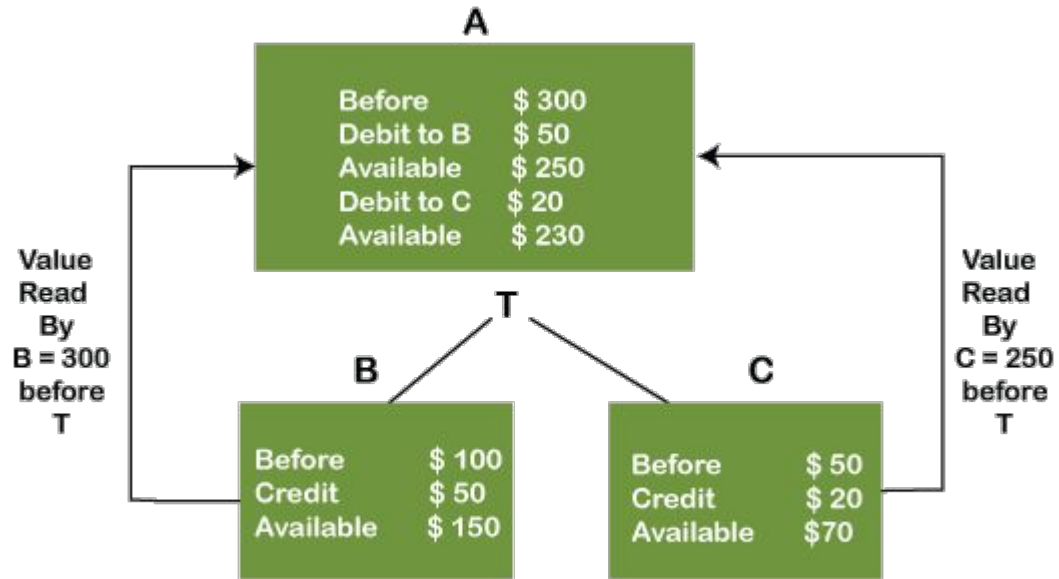 A
Before $ 300
Debit to B $ 50
Available $ 250
Debit to C $ 20
Available $ 230
Value
Read
By
B = 300
before
T
T
Value
Read
By
C = 250
before
T
B
Before $ 100
Credit $ 50
Available $ 150
C
Before $ 50
Credit $ 20
Available $70